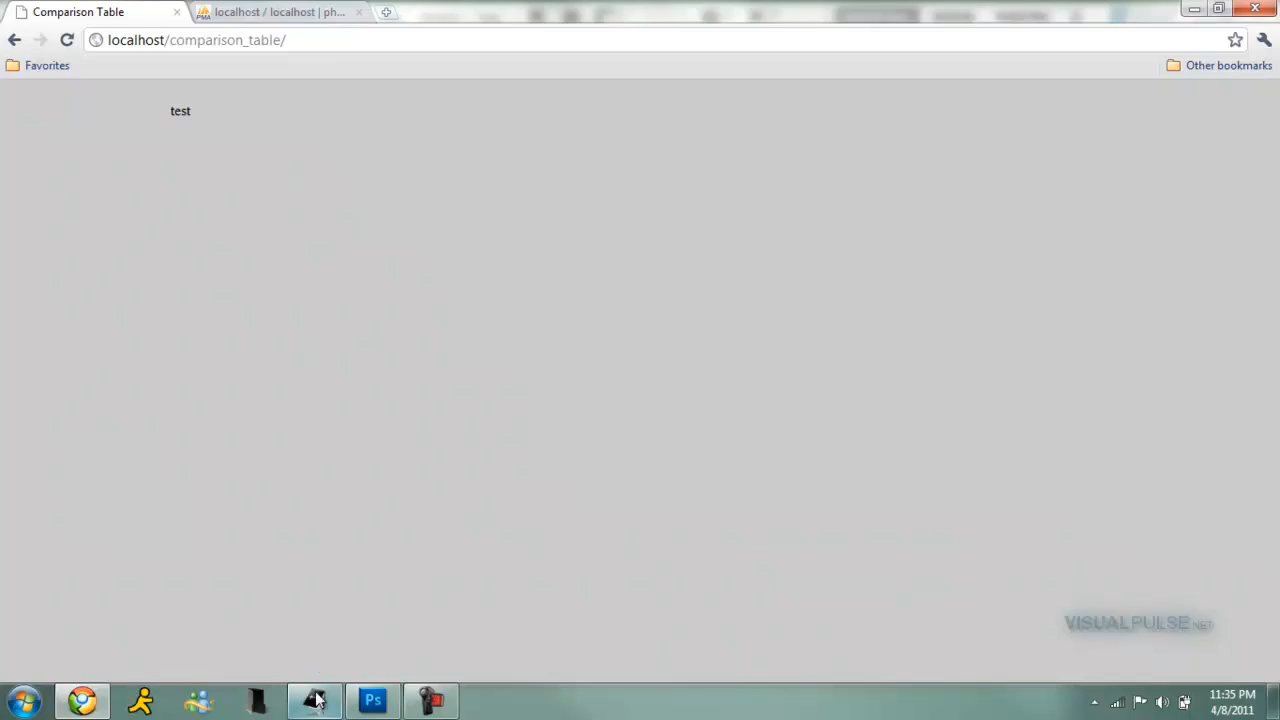 Comparison Table
localhost / localhost | ph...
localhost/comparison_table/
Favorites
Other bookmarks
test
VISUALPULSE.NET
Ps
11:35 PM
4/8/2011